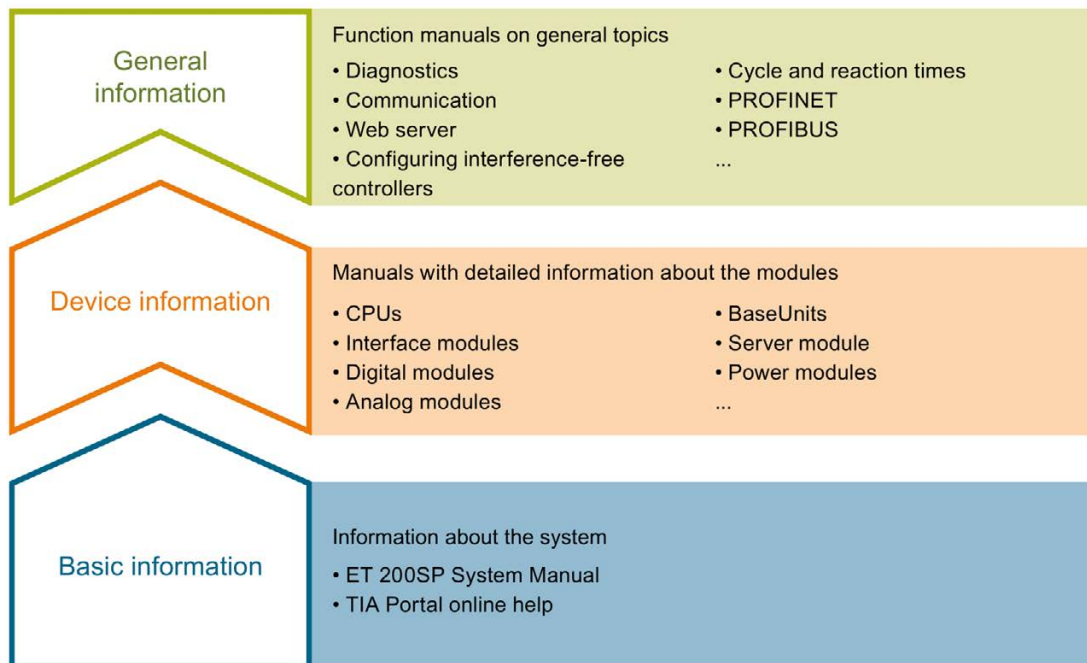 General
information
Function manuals on general topics
• Diagnostics
• Communication
• Web server
• Configuring interference-free
controllers
• Cycle and reaction times
• PROFINET
• PROFIBUS
...
Device information
Manuals with detailed information about the modules
• CPUs
• Interface modules
• Digital modules
• Analog modules
• BaseUnits
• Server module
• Power modules
...
Basic information
Information about the system
• ET 200SP System Manual
• TIA Portal online help